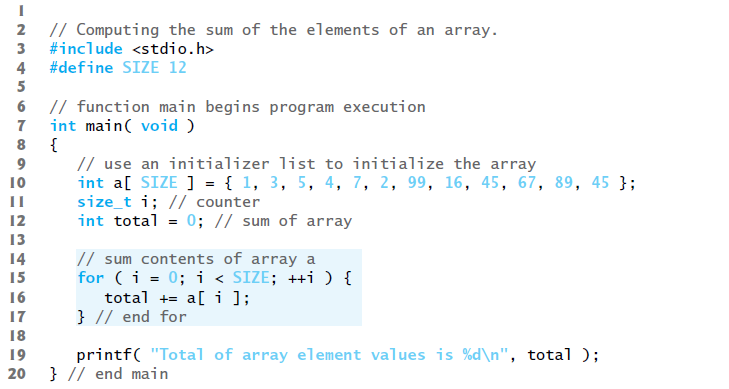 1
2 // Computing the sum of the elements of an array.
3 #include <stdio.h>
4 #define SIZE 12
5
6 // function main begins program execution
7 int main( void )
8 {
9 // use an initializer list to initialize the array
10 int a[ SIZE ] = { 1, 3, 5, 4, 7, 2, 99, 16, 45, 67, 89, 45 };
11 size_t i; // counter
12 int total = 0; // sum of array
13
14 // sum contents of array a
15 for ( i = 0; i < SIZE; ++i ) {
16 total += a[ i ];
17 } // end for
18
19 printf( "Total of array element values is %d\n", total );
20 } // end main